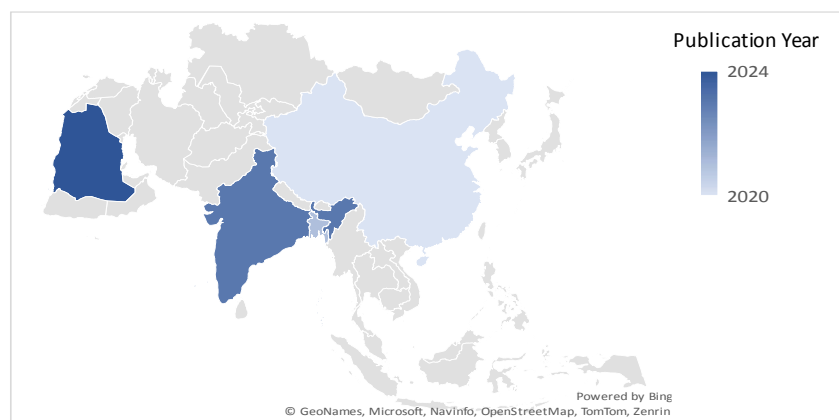 Publication Year
2024
2020
Powered by Bing
© GeoNames, Microsoft, Navinfo, OpenStreetMap, TomTom, Zenrin